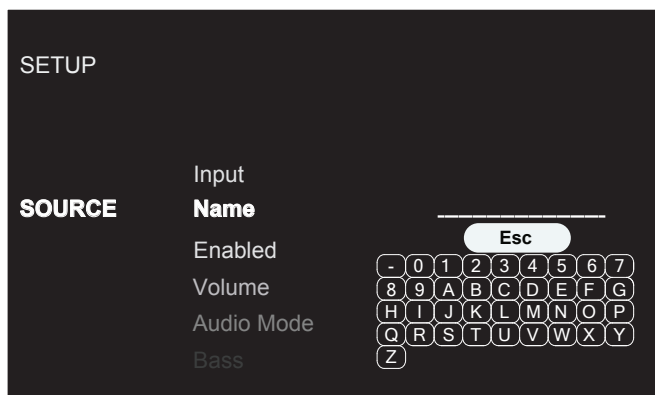 SETUP
Input
SOURCE Name _____________
Esc
Enabled
- 0 1 2 3 4 5 6 7
Volume
8 9 A B C D E F G
H I J K L M N O P
Audio Mode
Q R S T U V W X Y
Bass
Z